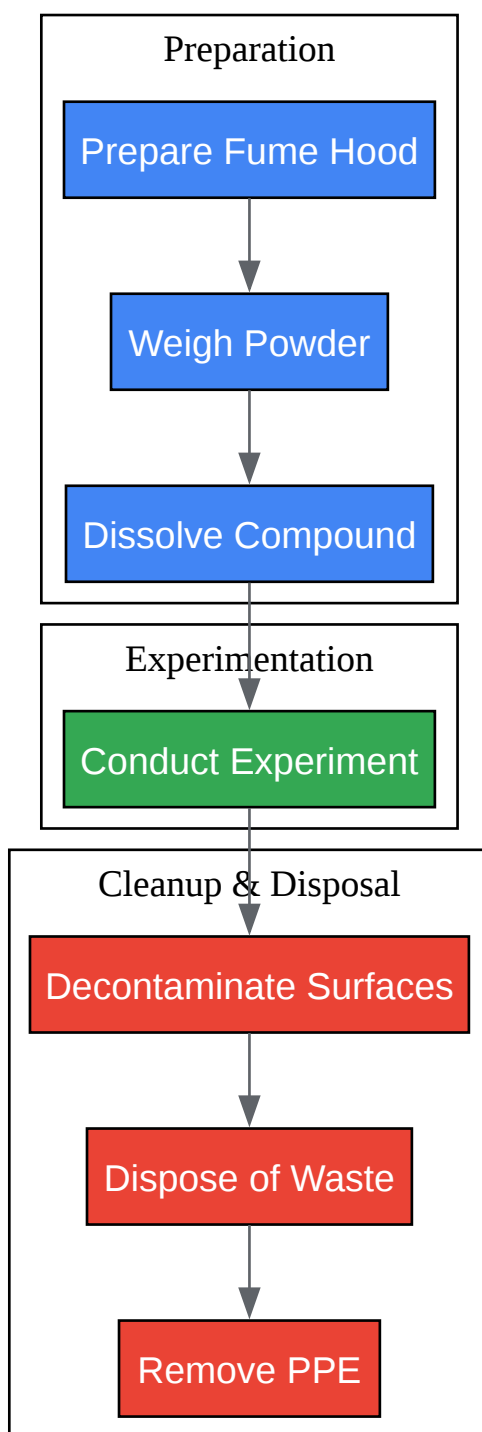 Preparation
Prepare Fume Hood
Weigh Powder
Dissolve Compound
Experimentation
Conduct Experiment
Cleanup & Disposal
Decontaminate Surfaces
Dispose of Waste
Remove PPE